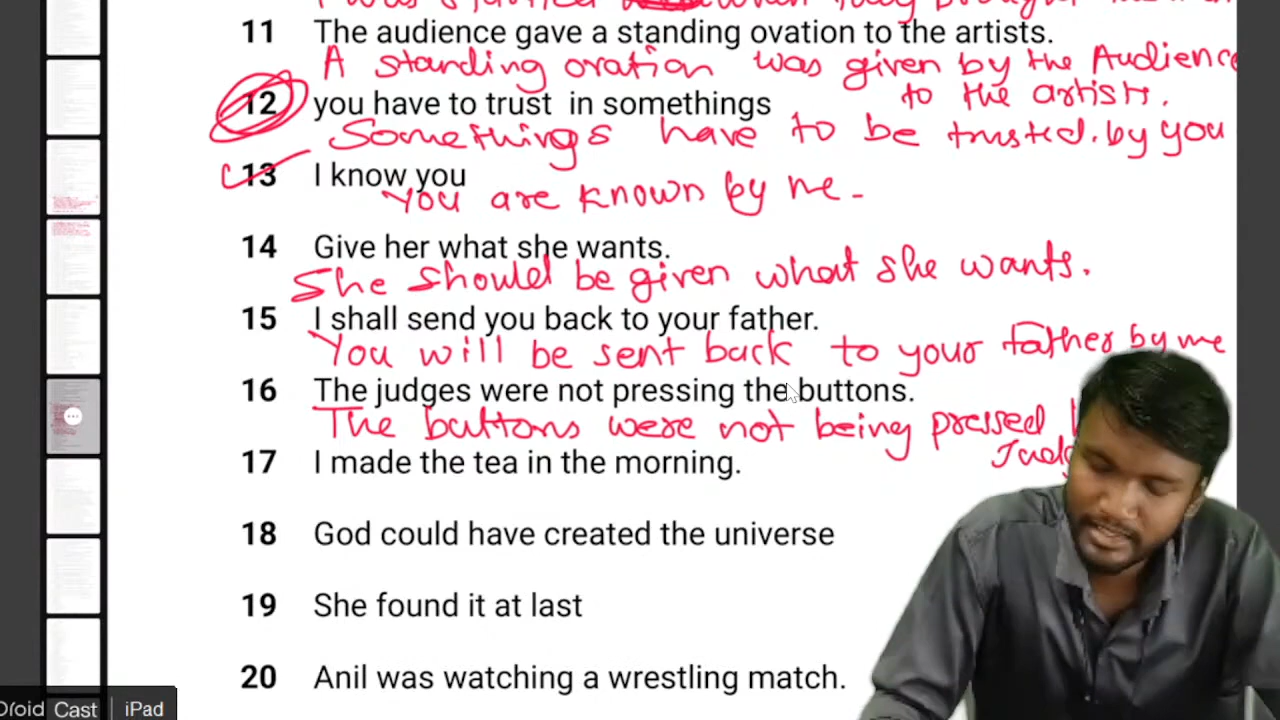 11 The audience gave a standing ovation to the artists.
A standing ovation was given by the Audience
to the artists.
12 you have to trust in somethings
Somethings have to be trusted. by you
13 I know you
You are known by me.
14 Give her what she wants.
She should be given what she wants.
15 I shall send you back to your father.
You will be sent back to your father by me
16 The judges were not pressing the buttons.
The buttons were not being pressed
17 I made the tea in the morning.
18 God could have created the universe
19 She found it at last
20 Anil was watching a wrestling match.
Cast iPad